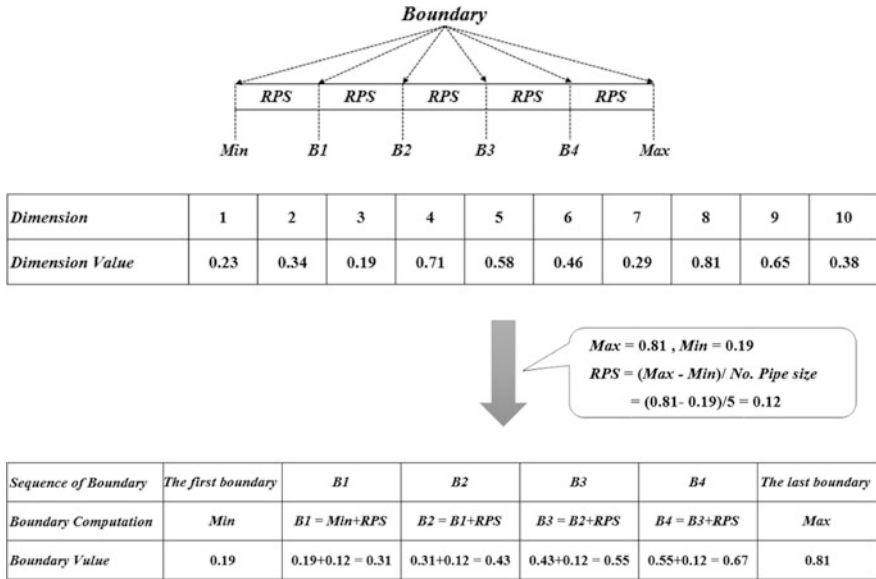 Boundary
RPS RPS RPS RPS RPS
Min B1 B2 B3 B4 Max
Dimension 1 2 3 4 5 6 7 8 9 10
Dimension Value 0.23 0.34 0.19 0.71 0.58 0.46 0.29 0.81 0.65 0.38
Max = 0.81 , Min = 0.19
RPS = (Max - Min)/ No. Pipe size
= (0.81- 0.19)/5 = 0.12
Sequence of Boundary The first boundary B1 B2 B3 B4 The last boundary
Boundary Computation Min B1 = Min+RPS B2 = B1+RPS B3 = B2+RPS B4 = B3+RPS Max
Boundary Vulue 0.19 0.19+0.12 = 0.31 0.31+0.12 = 0.43 0.43+0.12 = 0.55 0.55+0.12 = 0.67 0.81